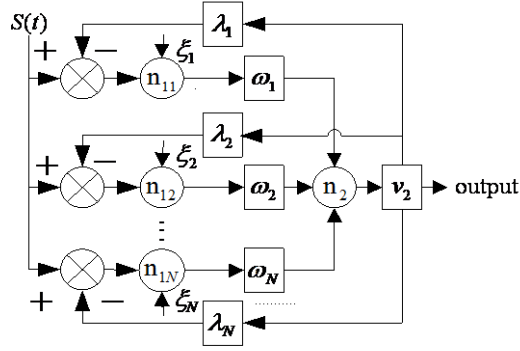 S(t)
λ₁
+ − ξ₁
n₁₁ ω₁
λ₂
+ − ξ₂
n₁₂ ω₂ n₂ v₂ output
n₁N ωN
+ − ξN
λN